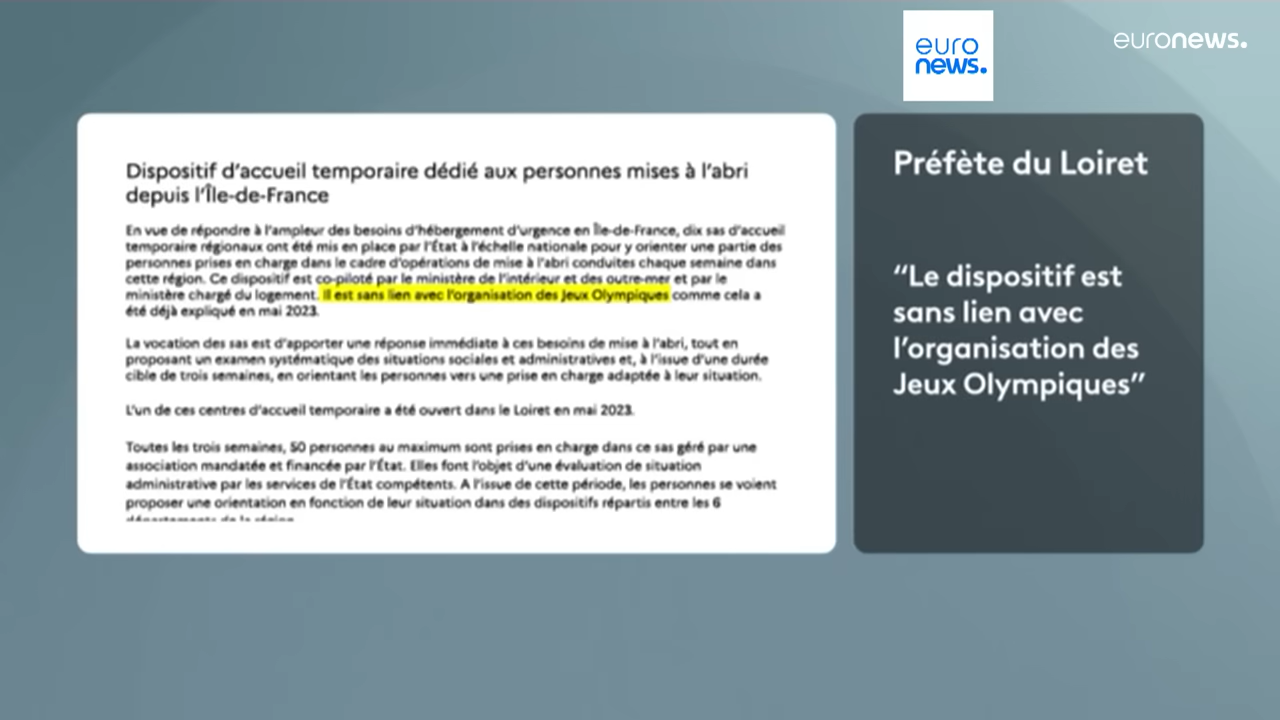 euro
news.
euronews.
Dispositif d'accueil temporaire dédié aux personnes mises à l'abri
depuis l'Île-de-France
En vue de répondre à l'ampleur des besoins d'hébergement d'urgence en Île-de-France, dix sas d'accueil
temporaire régionaux ont été mis en place par l'État à l'échelle nationale pour y orienter une partie des
personnes prises en charge dans le cadre d'opérations de mise à l'abri conduites chaque semaine dans
cette région. Ce dispositif est co-piloté par le ministère de l'intérieur et des outre-mer et par le
ministère chargé du logement. Il est sans lien avec l'organisation des Jeux Olympiques comme cela a
été déjà expliqué en mai 2023.
La vocation des sas est d'apporter une réponse immédiate à ces besoins de mise à l'abri, tout en
proposant un examen systématique des situations sociales et administratives et, à l'issue d'une durée
cible de trois semaines, en orientant les personnes vers une prise en charge adaptée à leur situation.
L'un de ces centres d'accueil temporaire a été ouvert dans le Loiret en mai 2023.
Toutes les trois semaines, 50 personnes au maximum sont prises en charge dans ce sas géré par une
association mandatée et financée par l'État. Elles font l'objet d'une évaluation de situation
administrative par les services de l'État compétents. A l'issue de cette période, les personnes se voient
proposer une orientation en fonction de leur situation dans des dispositifs répartis entre les 6
départements de la région.
Préfète du Loiret
“Le dispositif est
sans lien avec
l’organisation des
Jeux Olympiques”